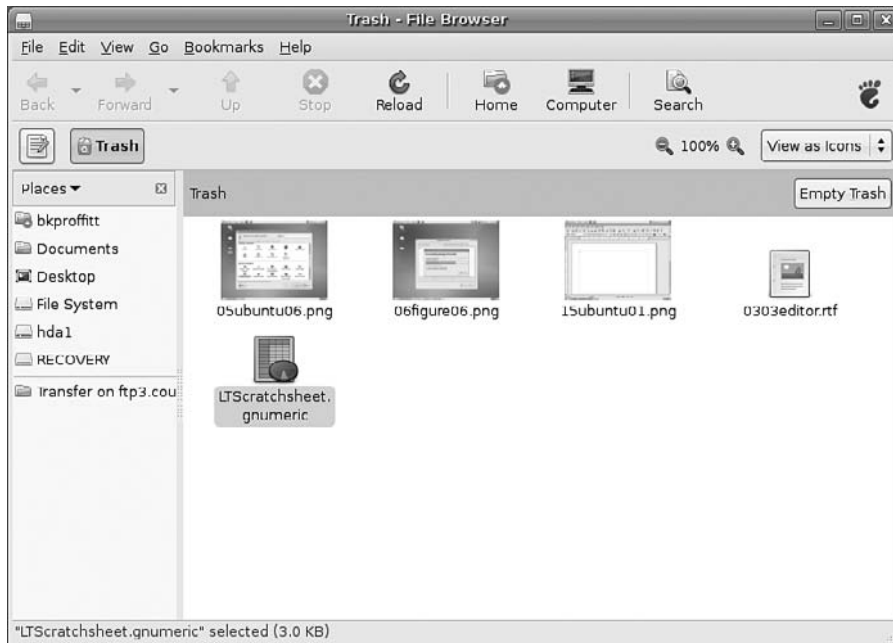 Trash - File Browser
File Edit View Go Bookmarks Help
Back Forward Up Stop Reload Home Computer Search
Trash 100% View as Icons
Places
Trash Empty Trash
bkproffitt
Documents
Desktop
File System
hda1
RECOVERY
Transfer on ftp3.cou
05ubuntu06.png 06figure06.png 15ubuntu01.png 0303editor.rtf
LTScratchsheet.
gnumeric
"LTScratchsheet.gnumeric" selected (3.0 KB)